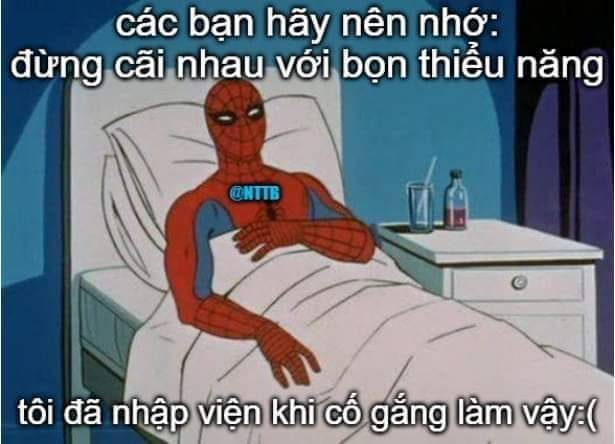 các bạn hãy nên nhớ:
đừng cãi nhau với bọn thiểu năng
@NTTB
tôi đã nhập viện khi cố gắng làm vậy:(